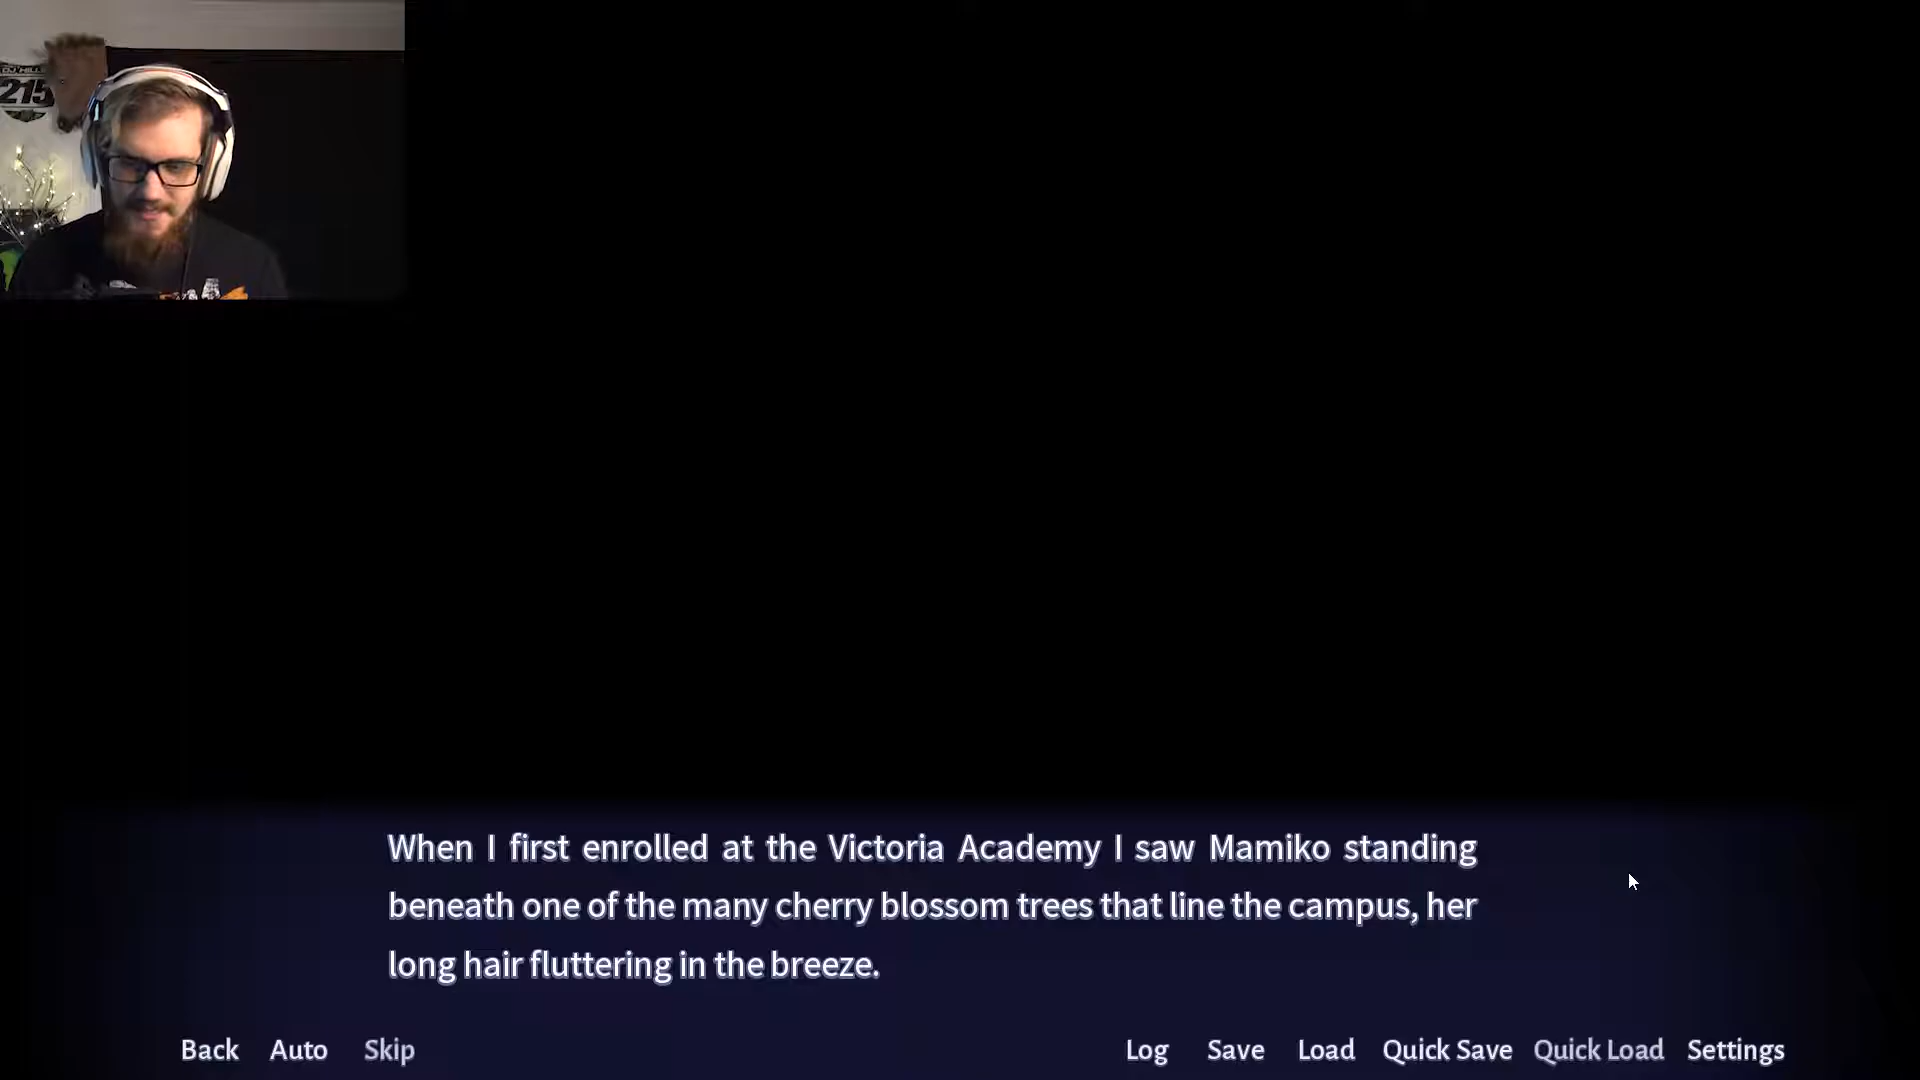 DJ HILL
215
When I first enrolled at the Victoria Academy I saw Mamiko standing
beneath one of the many cherry blossom trees that line the campus, her
long hair fluttering in the breeze.
Back Auto Skip Log Save Load Quick Save Quick Load Settings